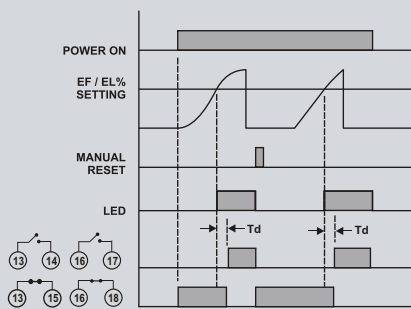 POWER ON
EF / EL%
SETTING
MANUAL
RESET
LED
Td
Td
13 14 16 17
13 15 16 18